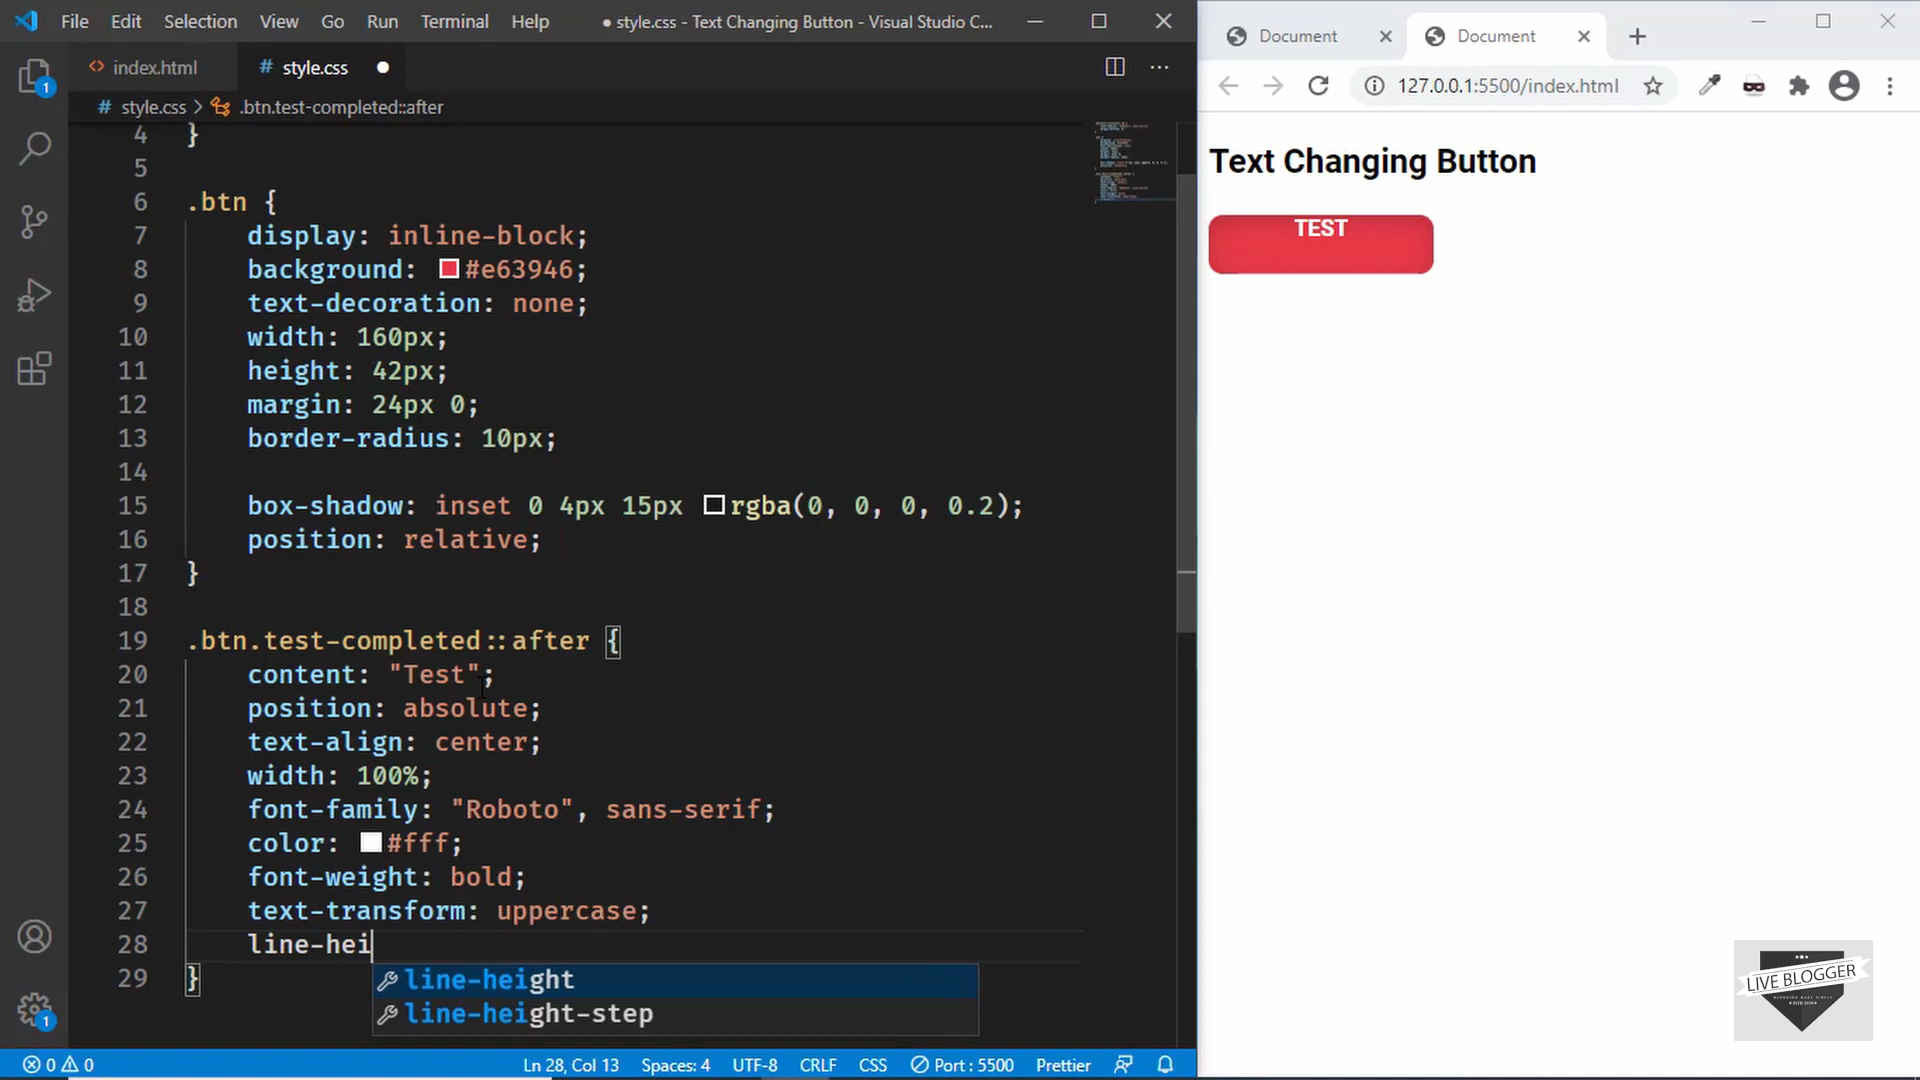 File Edit Selection View Go Run Terminal Help ● style.css - Text Changing Button - Visual Studio C...
index.html
# style.css ●
# style.css > .btn.test-completed::after
4 }
5
6 .btn {
7 display: inline-block;
8 background: #e63946;
9 text-decoration: none;
10 width: 160px;
11 height: 42px;
12 margin: 24px 0;
13 border-radius: 10px;
14
15 box-shadow: inset 0 4px 15px rgba(0, 0, 0, 0.2);
16 position: relative;
17 }
18
19 .btn.test-completed::after {
20 content: "Test";
21 position: absolute;
22 text-align: center;
23 width: 100%;
24 font-family: "Roboto", sans-serif;
25 color: #fff;
26 font-weight: bold;
27 text-transform: uppercase;
28 line-hei
29 }
line-height
line-height-step
1
1
0 0
Ln 28, Col 13 Spaces: 4 UTF-8 CRLF CSS Port : 5500 Prettier
Document
Document
127.0.0.1:5500/index.html
Text Changing Button
TEST
LIVE BLOGGER